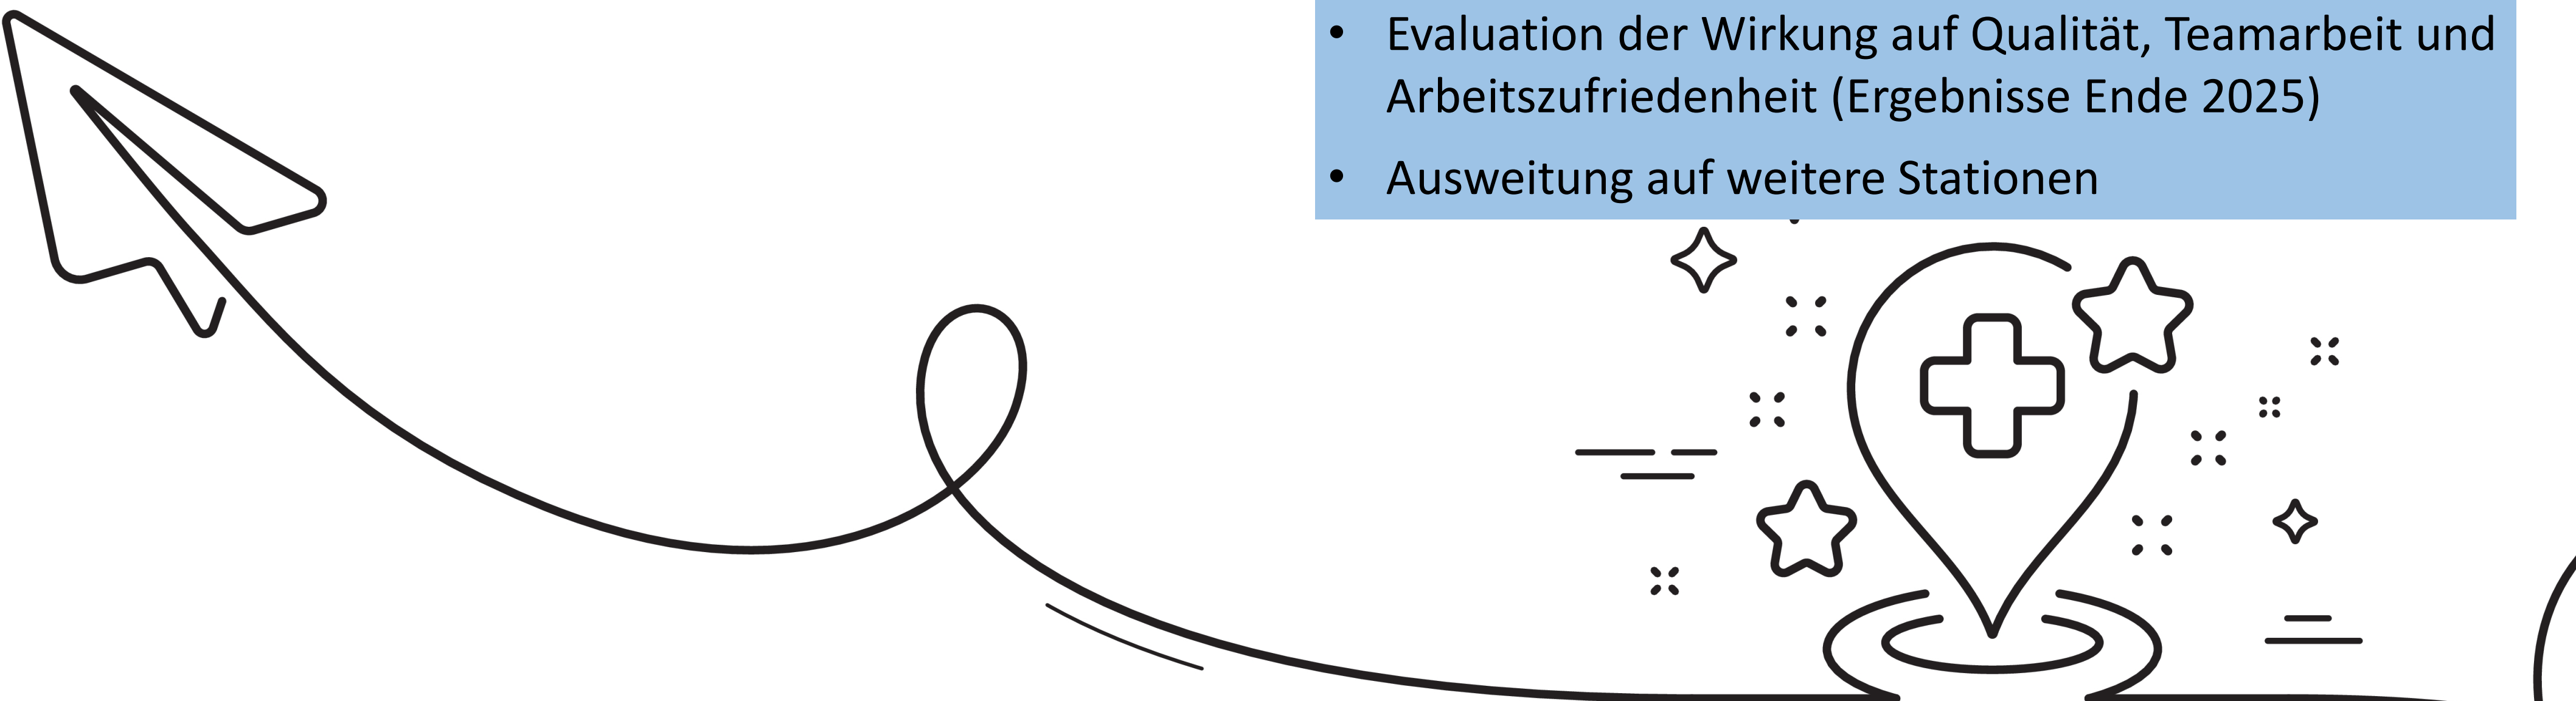 • Evaluation der Wirkung auf Qualität, Teamarbeit und
Arbeitszufriedenheit (Ergebnisse Ende 2025)
• Ausweitung auf weitere Stationen